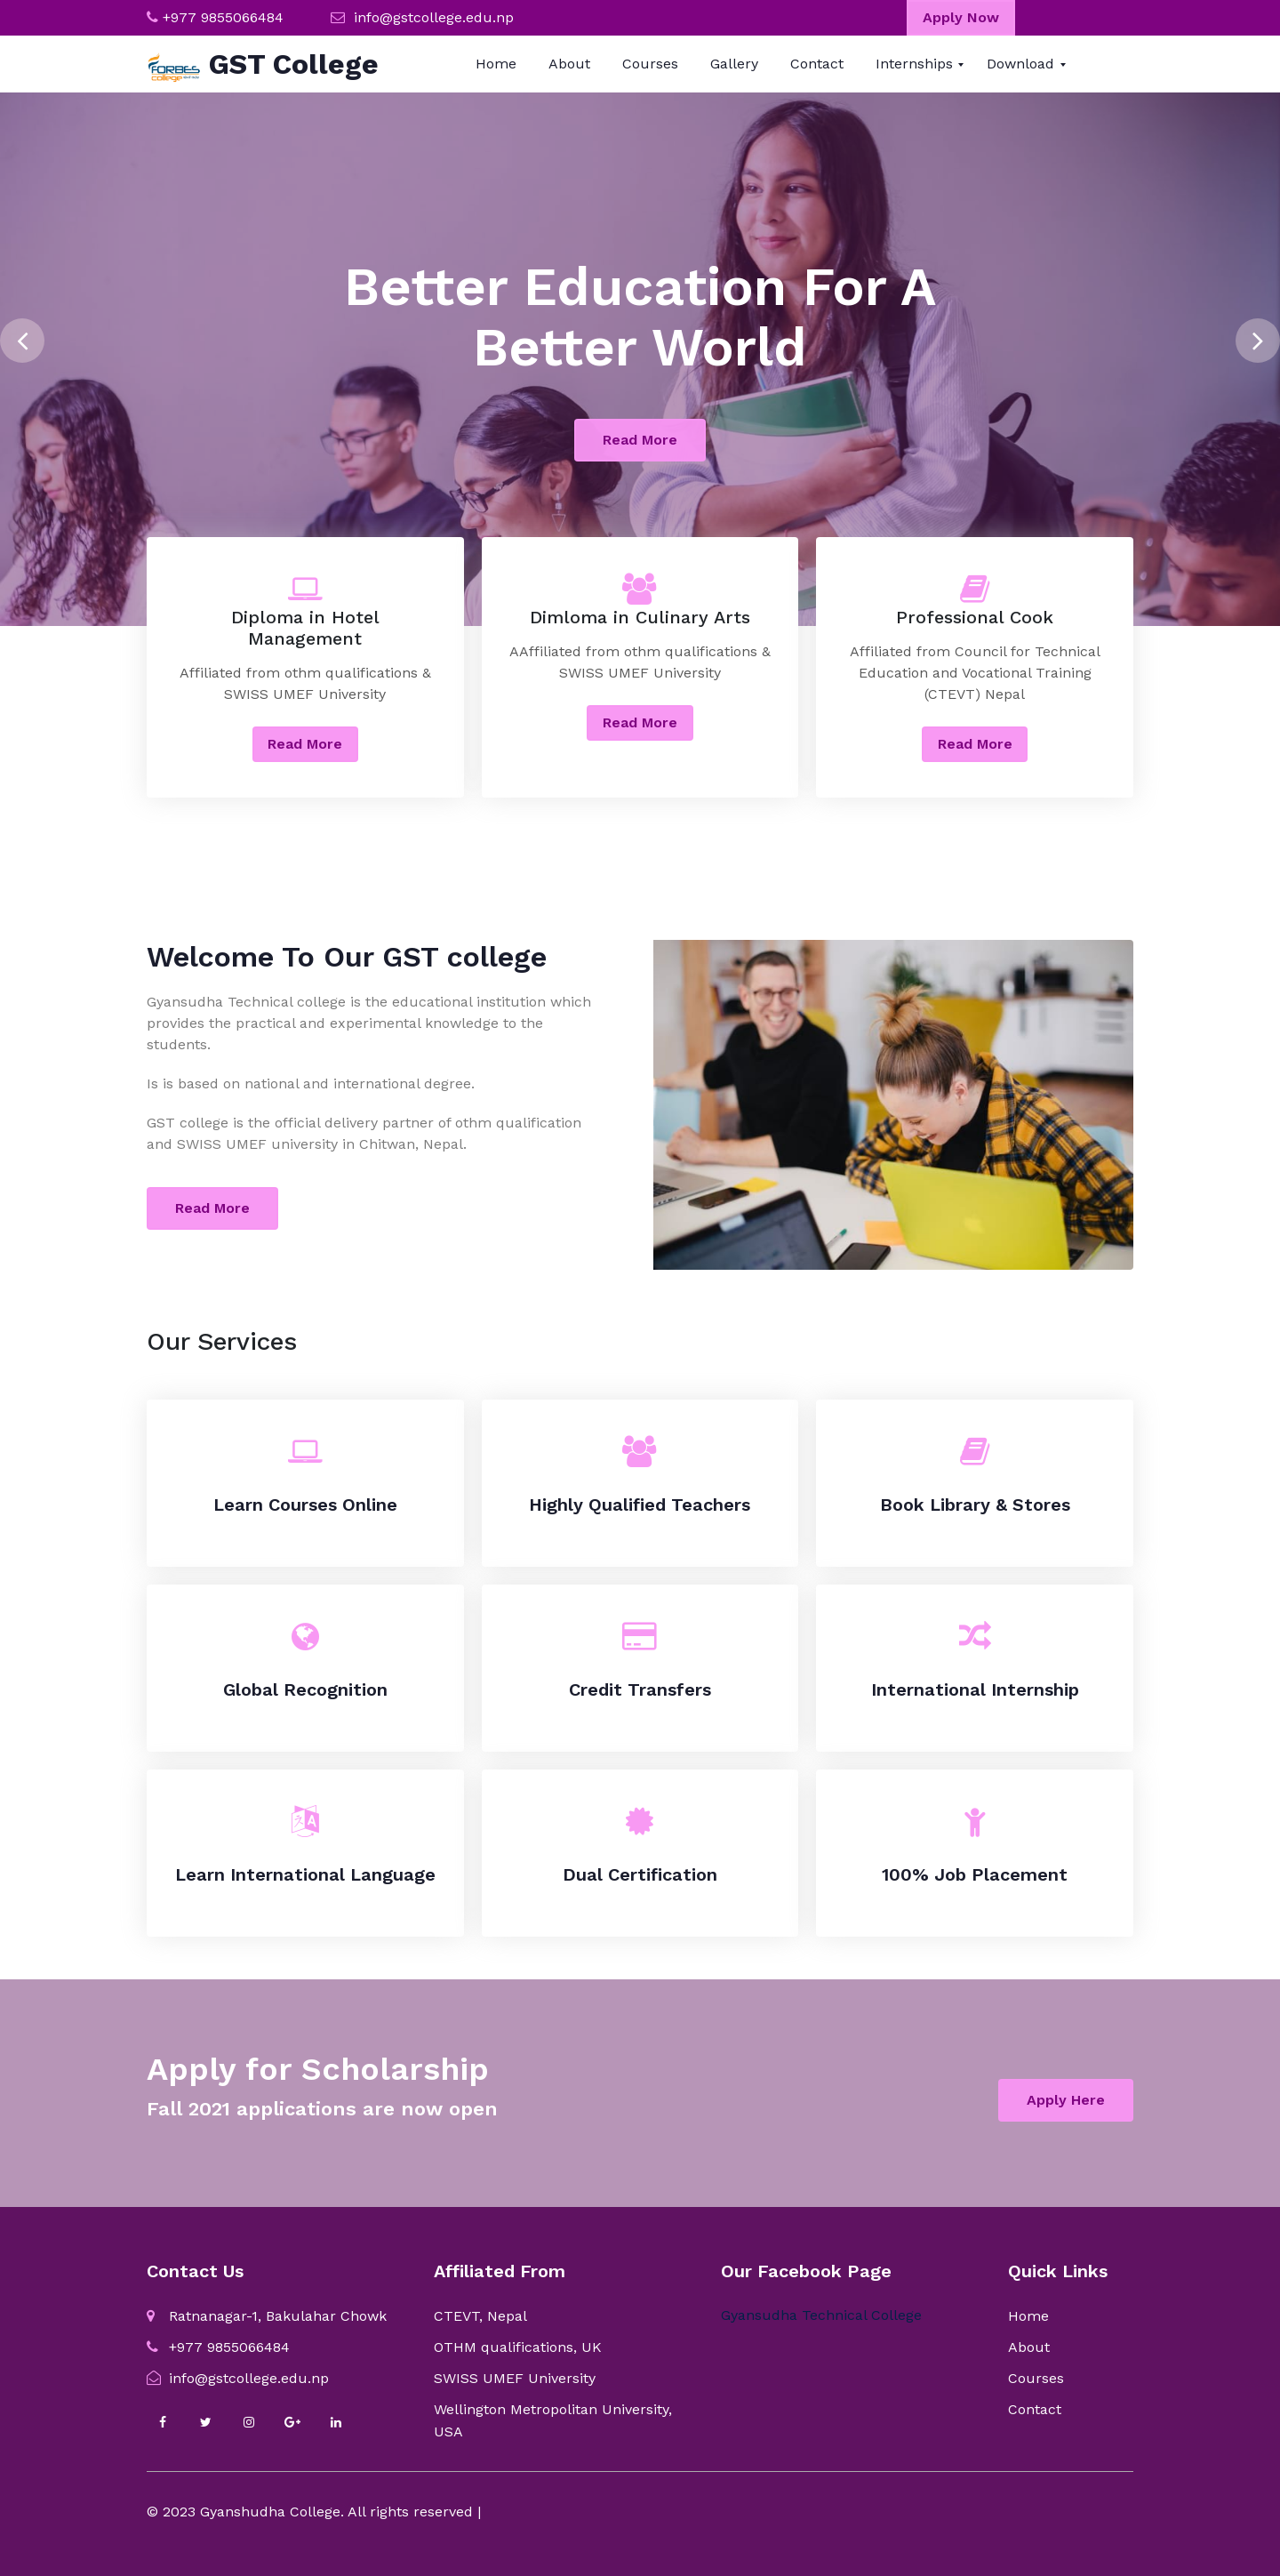 +977 9855066484 info@gstcollege.edu.np Apply Now
FORBES college GST College Home About Courses Gallery Contact Internships Download
Better Education For A
Better World
Read More
Diploma in Hotel
Management
Affiliated from othm qualifications &
SWISS UMEF University
Read More
Dimloma in Culinary Arts
AAffiliated from othm qualifications &
SWISS UMEF University
Read More
Professional Cook
Affiliated from Council for Technical
Education and Vocational Training
(CTEVT) Nepal
Read More
Welcome To Our GST college
Gyansudha Technical college is the educational institution which
provides the practical and experimental knowledge to the
students.
Is is based on national and international degree.
GST college is the official delivery partner of othm qualification
and SWISS UMEF university in Chitwan, Nepal.
Read More
Our Services
Learn Courses Online
Highly Qualified Teachers
Book Library & Stores
Global Recognition
Credit Transfers
International Internship
Learn International Language
Dual Certification
100% Job Placement
Apply for Scholarship
Fall 2021 applications are now open
Apply Here
Contact Us
Ratnanagar-1, Bakulahar Chowk
+977 9855066484
info@gstcollege.edu.np
Affiliated From
CTEVT, Nepal
OTHM qualifications, UK
SWISS UMEF University
Wellington Metropolitan University,
USA
Our Facebook Page
Gyansudha Technical College
Quick Links
Home
About
Courses
Contact
© 2023 Gyanshudha College. All rights reserved |